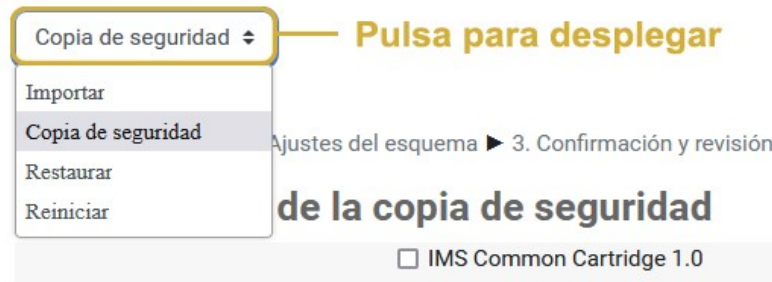 Copia de seguridad
Pulsa para desplegar
Importar
Copia de seguridad
Restaurar
Reiniciar
Ajustes del esquema ► 3. Confirmación y revisión
de la copia de seguridad
IMS Common Cartridge 1.0